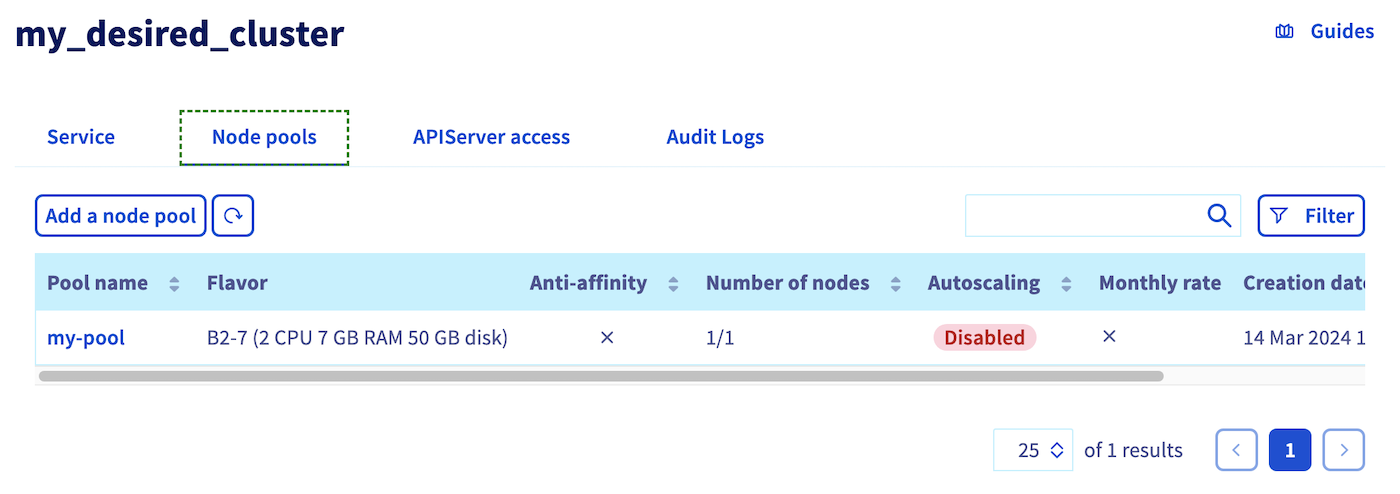 my_desired_cluster
Guides
Service Node pools APIServer access Audit Logs
Add a node pool Filter
Pool name Flavor Anti-affinity Number of nodes Autoscaling Monthly rate Creation date
my-pool B2-7 (2 CPU 7 GB RAM 50 GB disk) 1/1 Disabled 14 Mar 2024 1
25 of 1 results 1